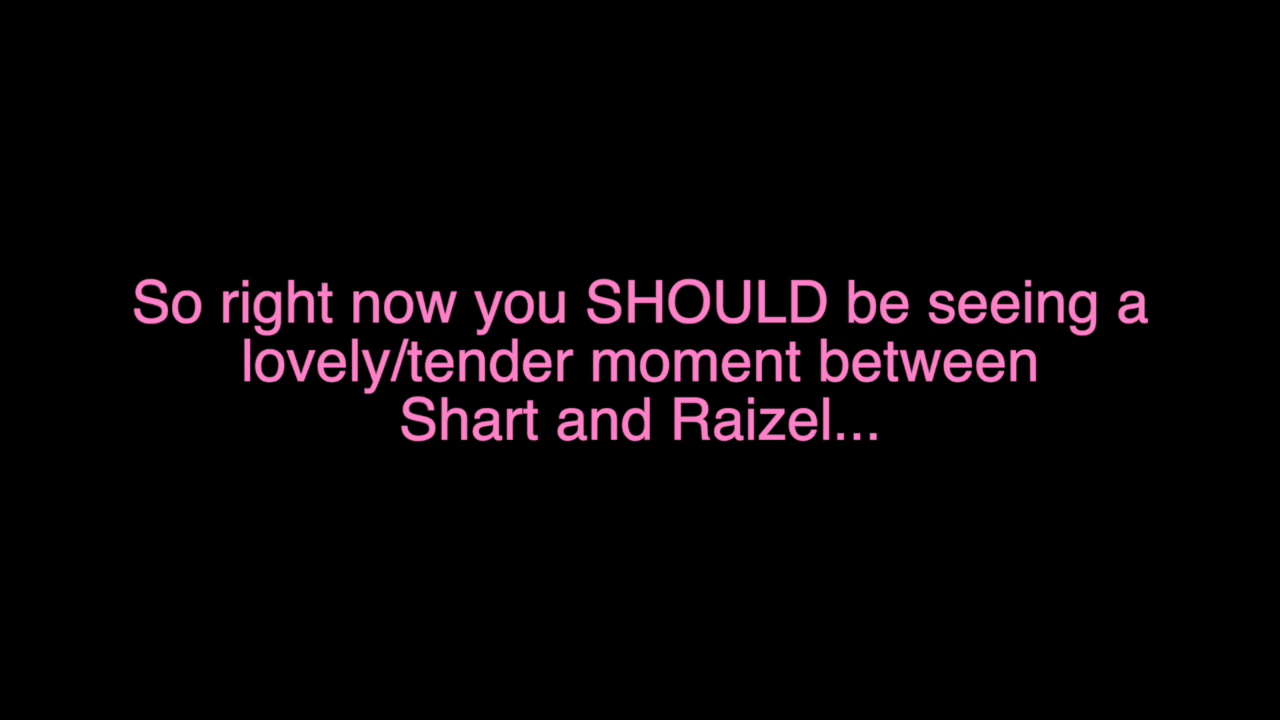 So right now you SHOULD be seeing a
lovely/tender moment between
Shart and Raizel...